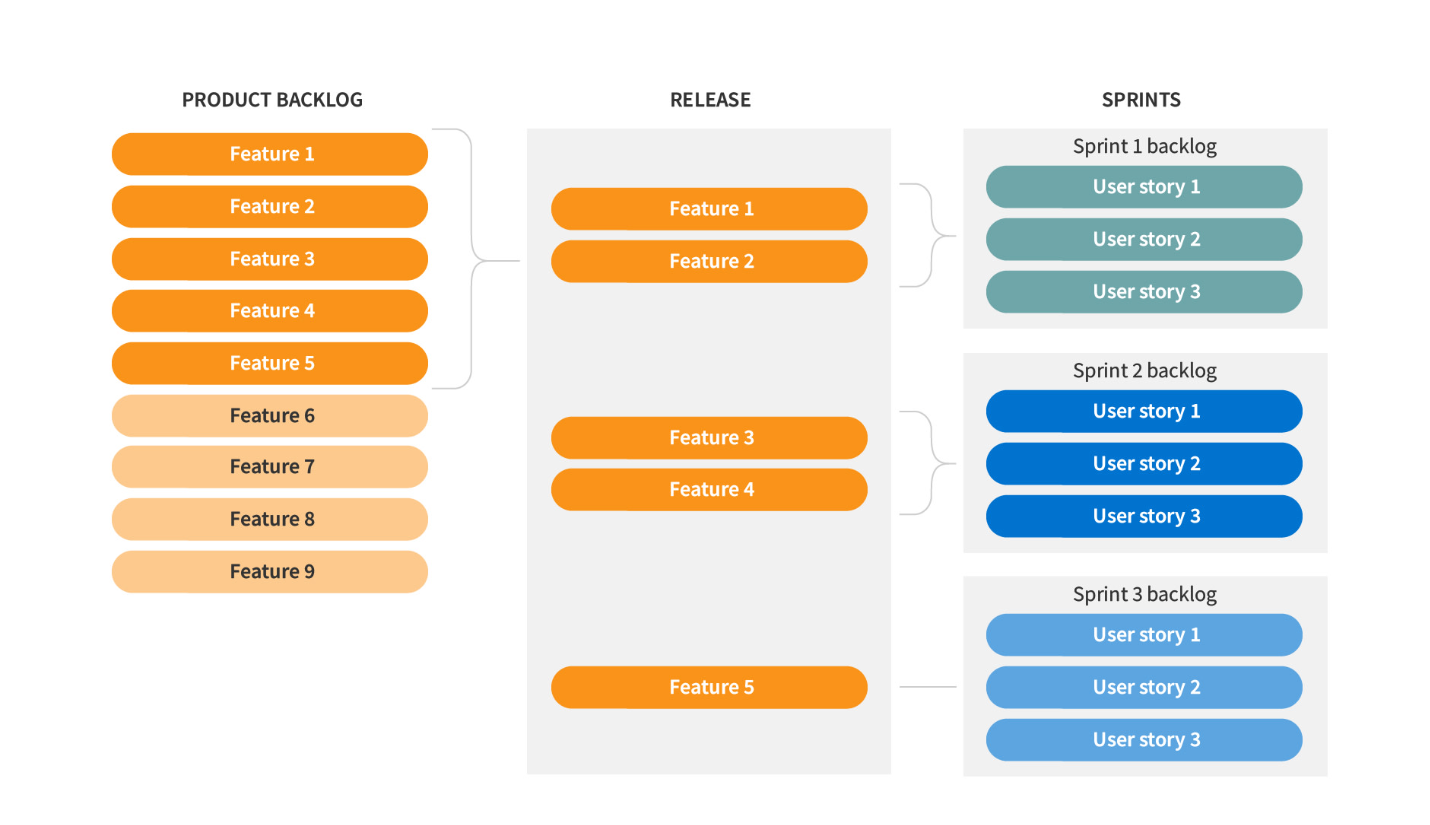 PRODUCT BACKLOG
Feature 1
Feature 2
Feature 3
Feature 4
Feature 5
Feature 6
Feature 7
Feature 8
Feature 9
RELEASE
Feature 1
Feature 2
Feature 3
Feature 4
Feature 5
SPRINTS
Sprint 1 backlog
User story 1
User story 2
User story 3
Sprint 2 backlog
User story 1
User story 2
User story 3
Sprint 3 backlog
User story 1
User story 2
User story 3